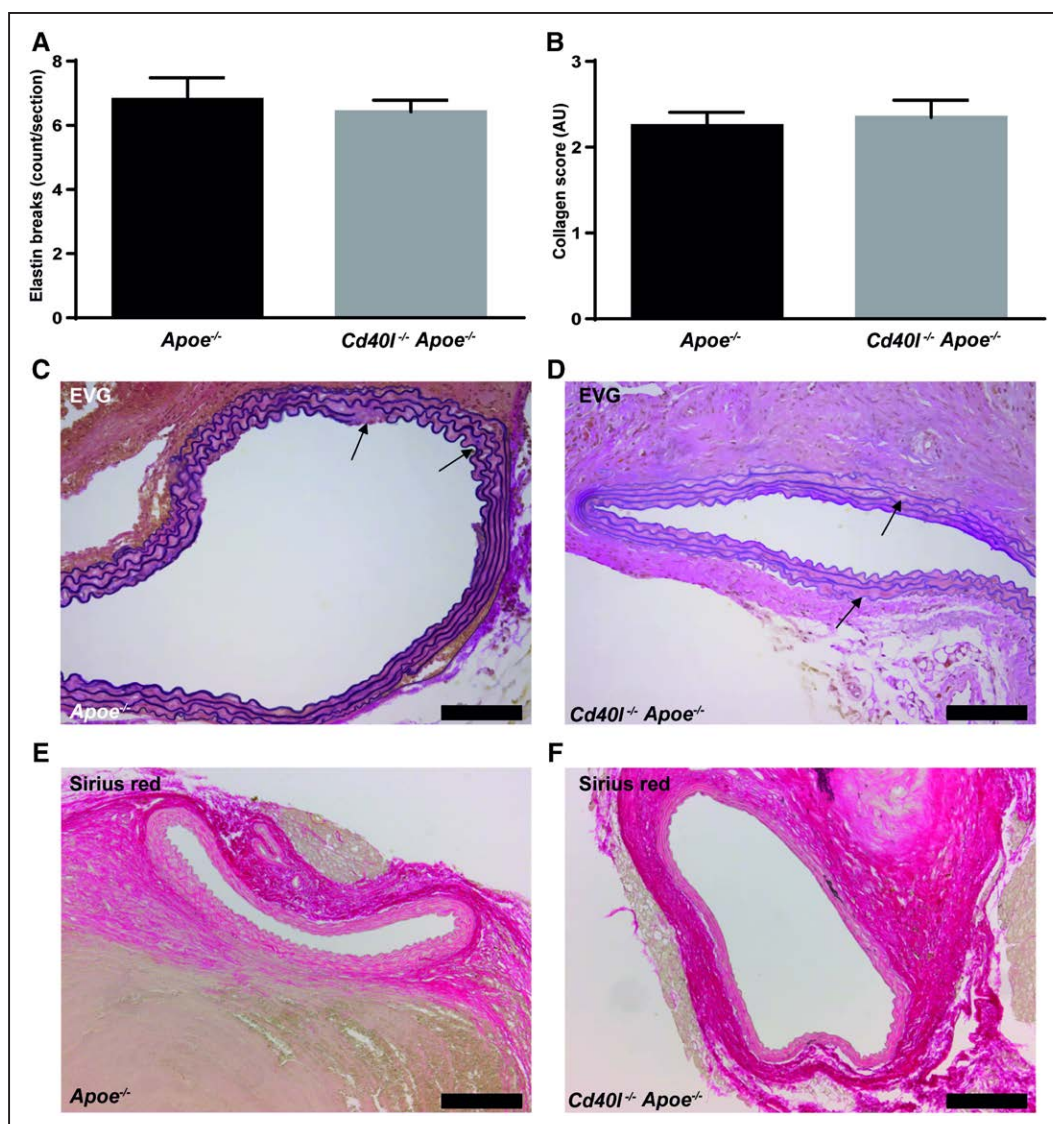 A
Elastin breaks (count/section)
8
6
4
2
0
Apoe-/-
Cd40l-/- Apoe-/-
B
Collagen score (AU)
3
2
1
0
Apoe-/-
Cd40l-/- Apoe-/-
C
EVG
Apoe-/-
D
EVG
Cd40l-/- Apoe-/-
E
Sirius red
Apoe-/-
F
Sirius red
Cd40l-/- Apoe-/-